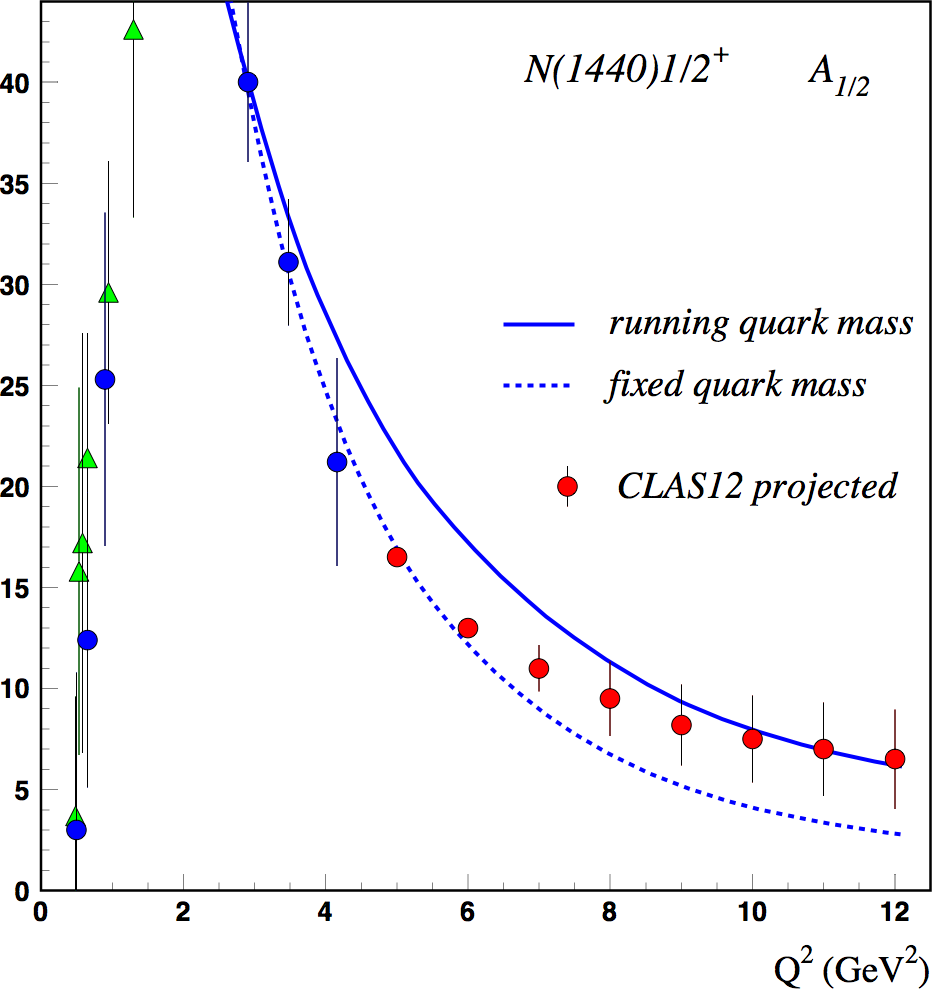 N(1440)1/2⁺ A₁/₂
40
35
30
running quark mass
fixed quark mass
25
20
CLAS12 projected
15
10
5
0
0 2 4 6 8 10 12
Q² (GeV²)